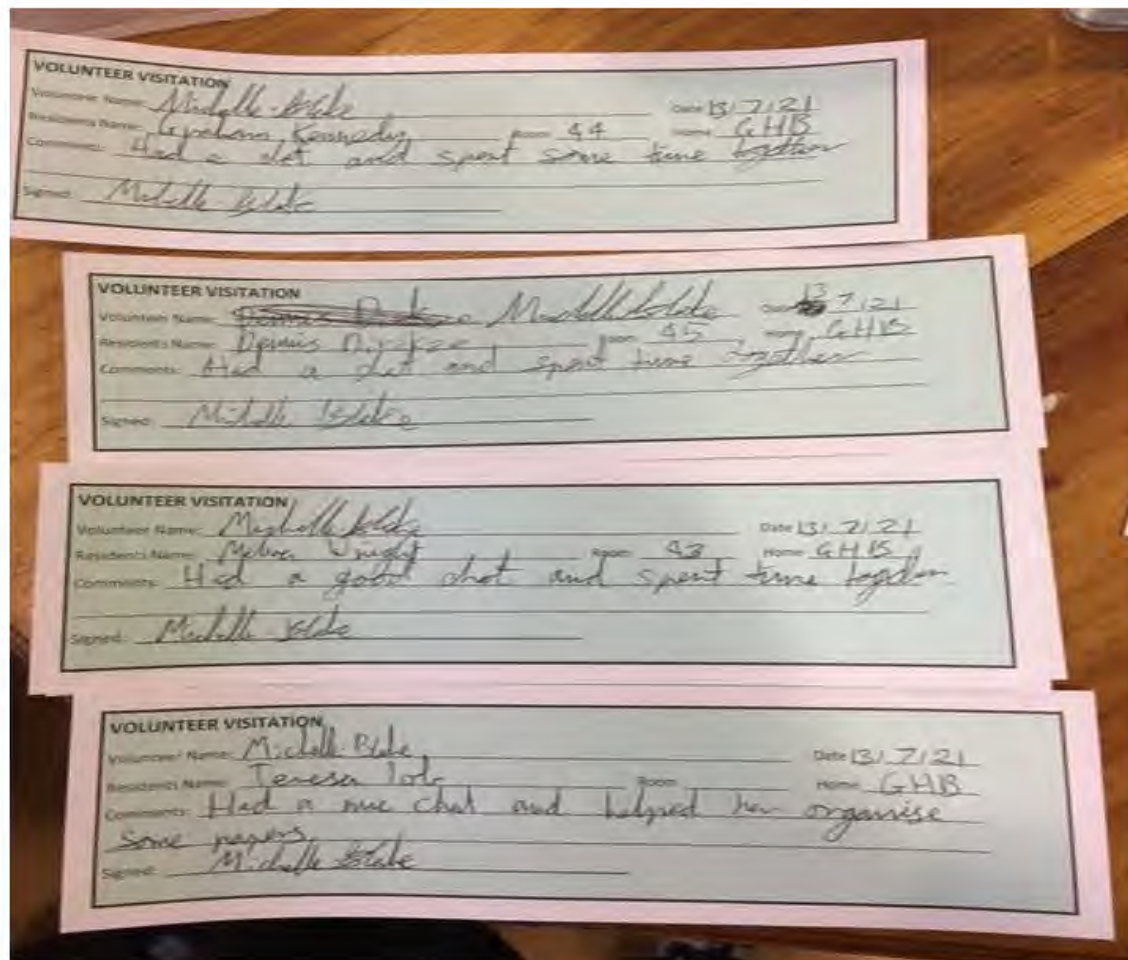 VOLUNTEER VISITATION
Volunteer Name: Michelle Blake Date 13/7/21
Residents Name: Graham Kennedy Room 44 Home GHB
Comments: Had a chat and spent some time together
Signed: Michelle Blake
VOLUNTEER VISITATION
Volunteer Name: Michelle Blake Date 13 7/21
Residents Name: Dennis Room 45 Home GHB
Comments: Had a chat and spent time together
Signed: Michelle Blake
VOLUNTEER VISITATION
Volunteer Name: Michelle Blake Date 13/7/21
Residents Name: Melva Wright Room 43 Home GHB
Comments: Had a good chat and spent time together
Signed: Michelle Blake
VOLUNTEER VISITATION
Volunteer Name: Michelle Blake Date 13/7/21
Residents Name: Teresa Room Home GHB
Comments: Had a nice chat and helped her organise
some papers
Signed: Michelle Blake